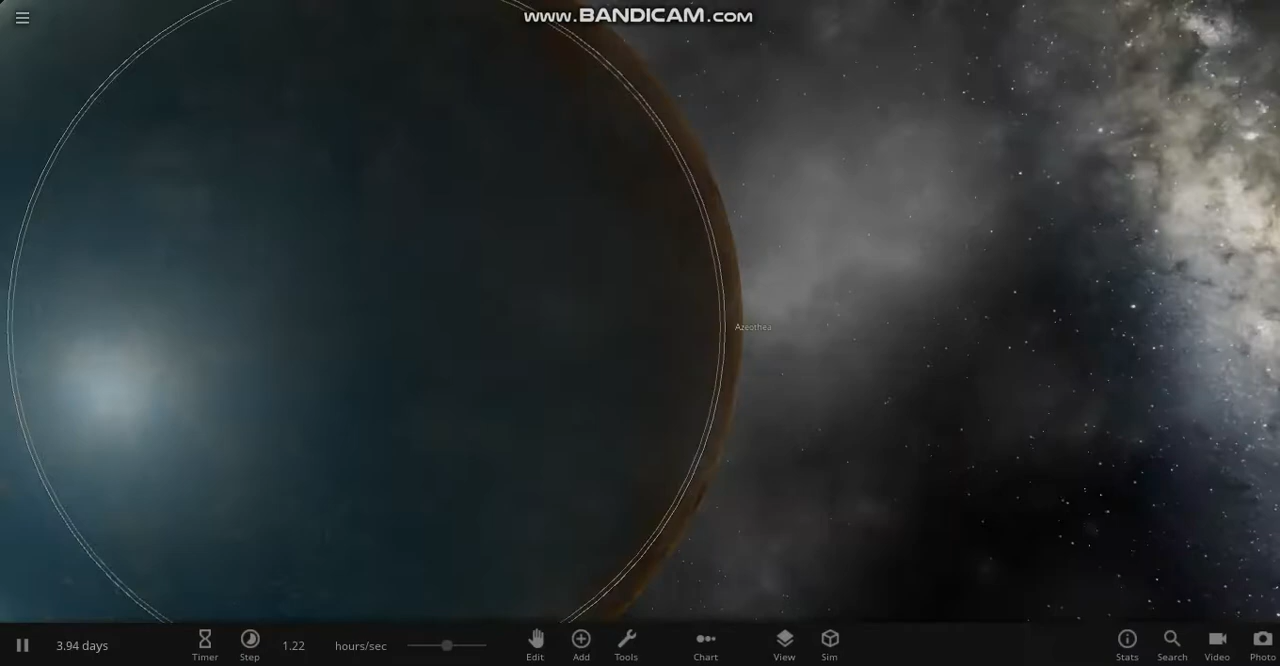 www.BANDICAM.com
Azeothea
3.94 days
Timer
Step
1.22 hours/sec
Edit
Add
Tools
Chart
View
Sim
Stats
Search
Video
Photo